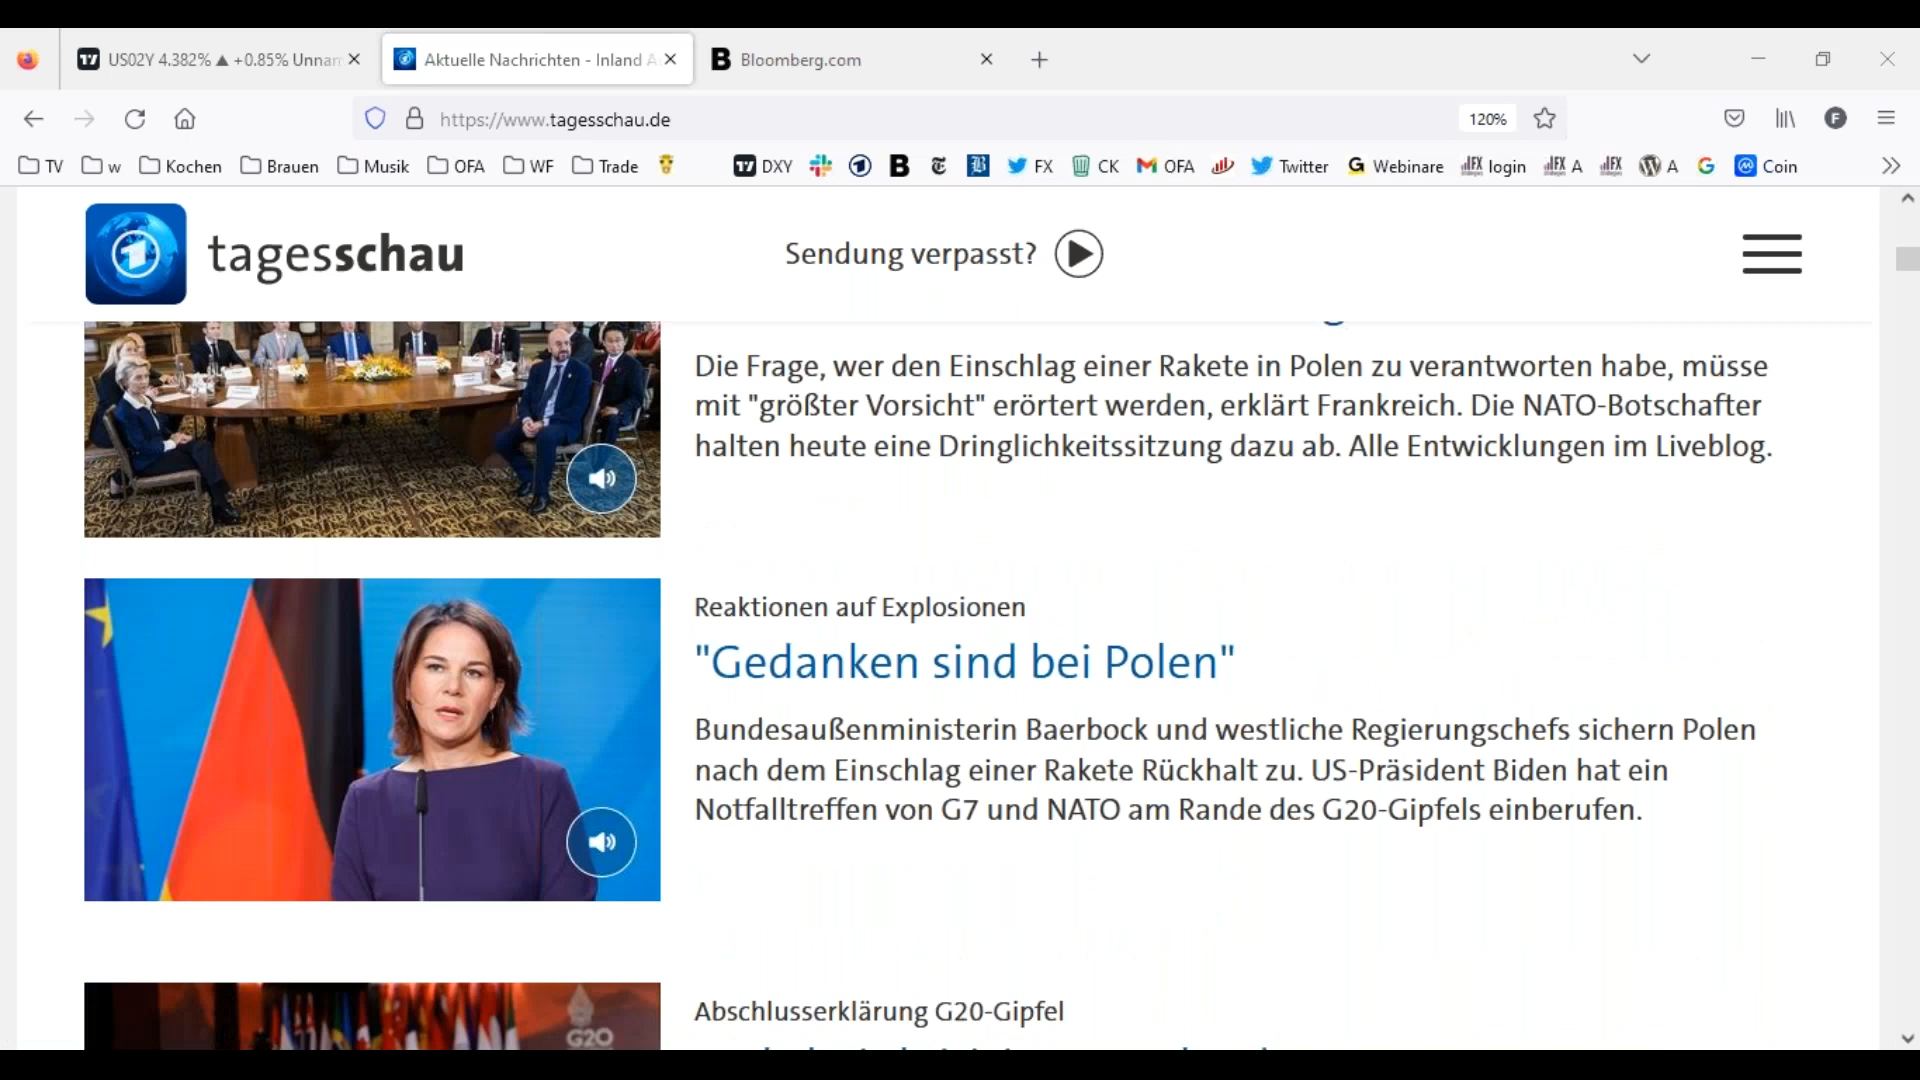 US02Y 4.382% ▲ +0.85% Unnar
Aktuelle Nachrichten - Inland A
Bloomberg.com
https://www.tagesschau.de
120%
TV
w
Kochen
Brauen
Musik
OFA
WF
Trade
DXY
FX
CK
OFA
Twitter
Webinare
login
A
A
Coin
tagesschau
Sendung verpasst?
Die Frage, wer den Einschlag einer Rakete in Polen zu verantworten habe, müsse
mit "größter Vorsicht" erörtert werden, erklärt Frankreich. Die NATO-Botschafter
halten heute eine Dringlichkeitssitzung dazu ab. Alle Entwicklungen im Liveblog.
Reaktionen auf Explosionen
"Gedanken sind bei Polen"
Bundesaußenministerin Baerbock und westliche Regierungschefs sichern Polen
nach dem Einschlag einer Rakete Rückhalt zu. US-Präsident Biden hat ein
Notfalltreffen von G7 und NATO am Rande des G20-Gipfels einberufen.
G20
Abschlusserklärung G20-Gipfel